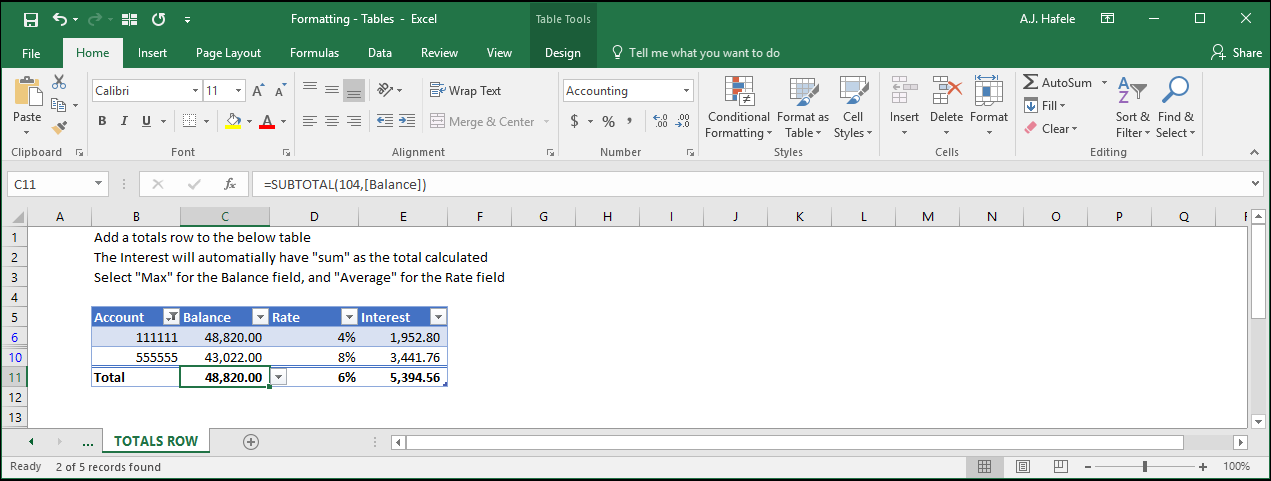 Formatting - Tables - Excel
Table Tools
A.J. Hafele
File Home Insert Page Layout Formulas Data Review View Design Tell me what you want to do Share
Calibri 11 Wrap Text Accounting AutoSum
Paste B I U A Merge & Center $ % , Conditional Formatting Format as Table Cell Styles Insert Delete Format Fill Clear Sort & Filter Find & Select
Clipboard Font Alignment Number Styles Cells Editing
C11 fx =SUBTOTAL(104,[Balance])
A B C D E F G H I J K L M N O P Q
1 Add a totals row to the below table
2 The Interest will automatially have "sum" as the total calculated
3 Select "Max" for the Balance field, and "Average" for the Rate field
4
5 Account Balance Rate Interest
6 111111 48,820.00 4% 1,952.80
10 555555 43,022.00 8% 3,441.76
11 Total 48,820.00 6% 5,394.56
12
13
... TOTALS ROW
Ready 2 of 5 records found 100%